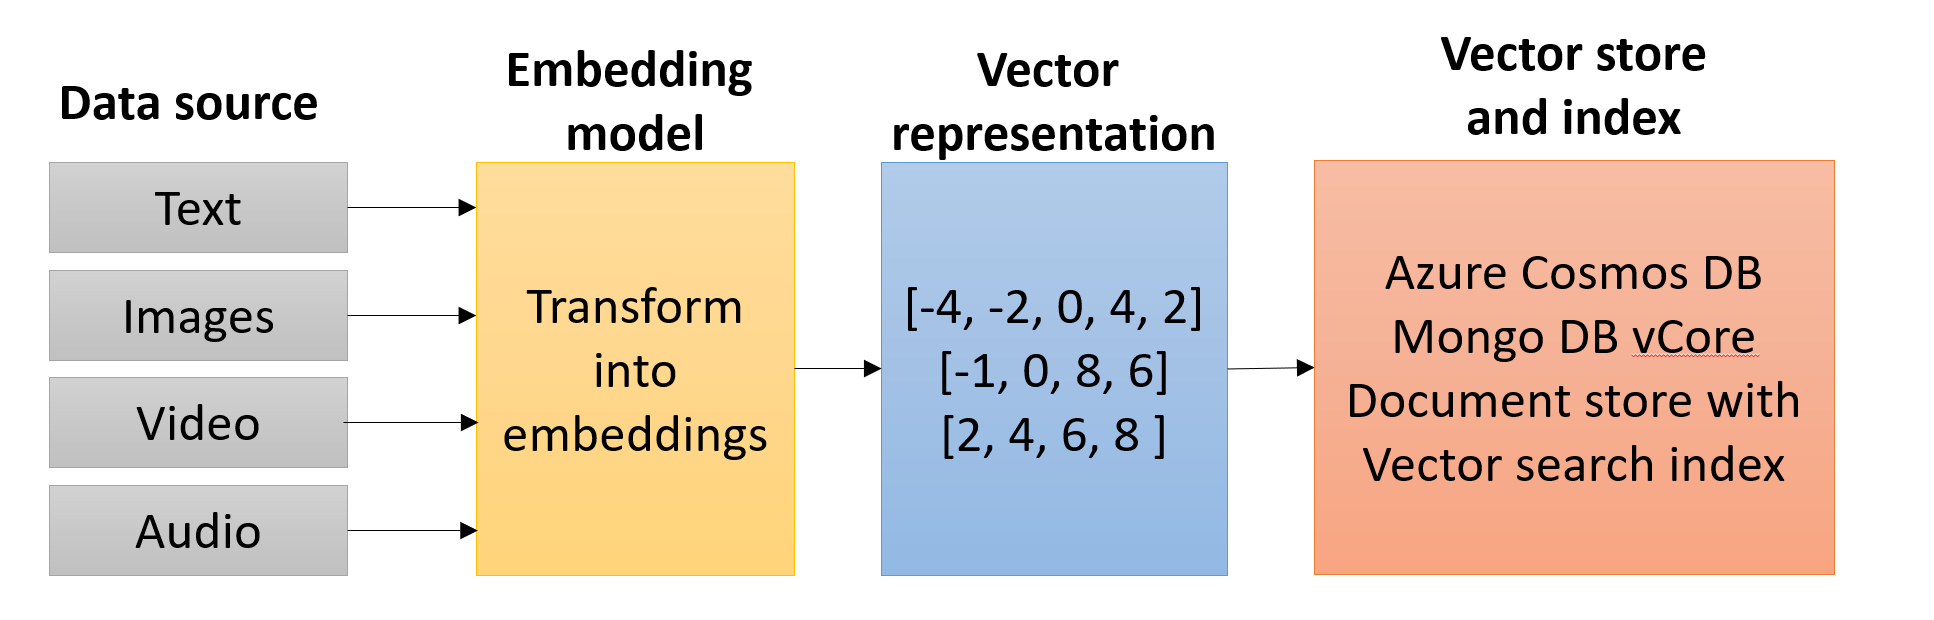 Data source
Text
Images
Video
Audio
Embedding
model
Transform
into
embeddings
Vector
representation
[-4, -2, 0, 4, 2]
[-1, 0, 8, 6]
[2, 4, 6, 8 ]
Vector store
and index
Azure Cosmos DB
Mongo DB vCore
Document store with
Vector search index